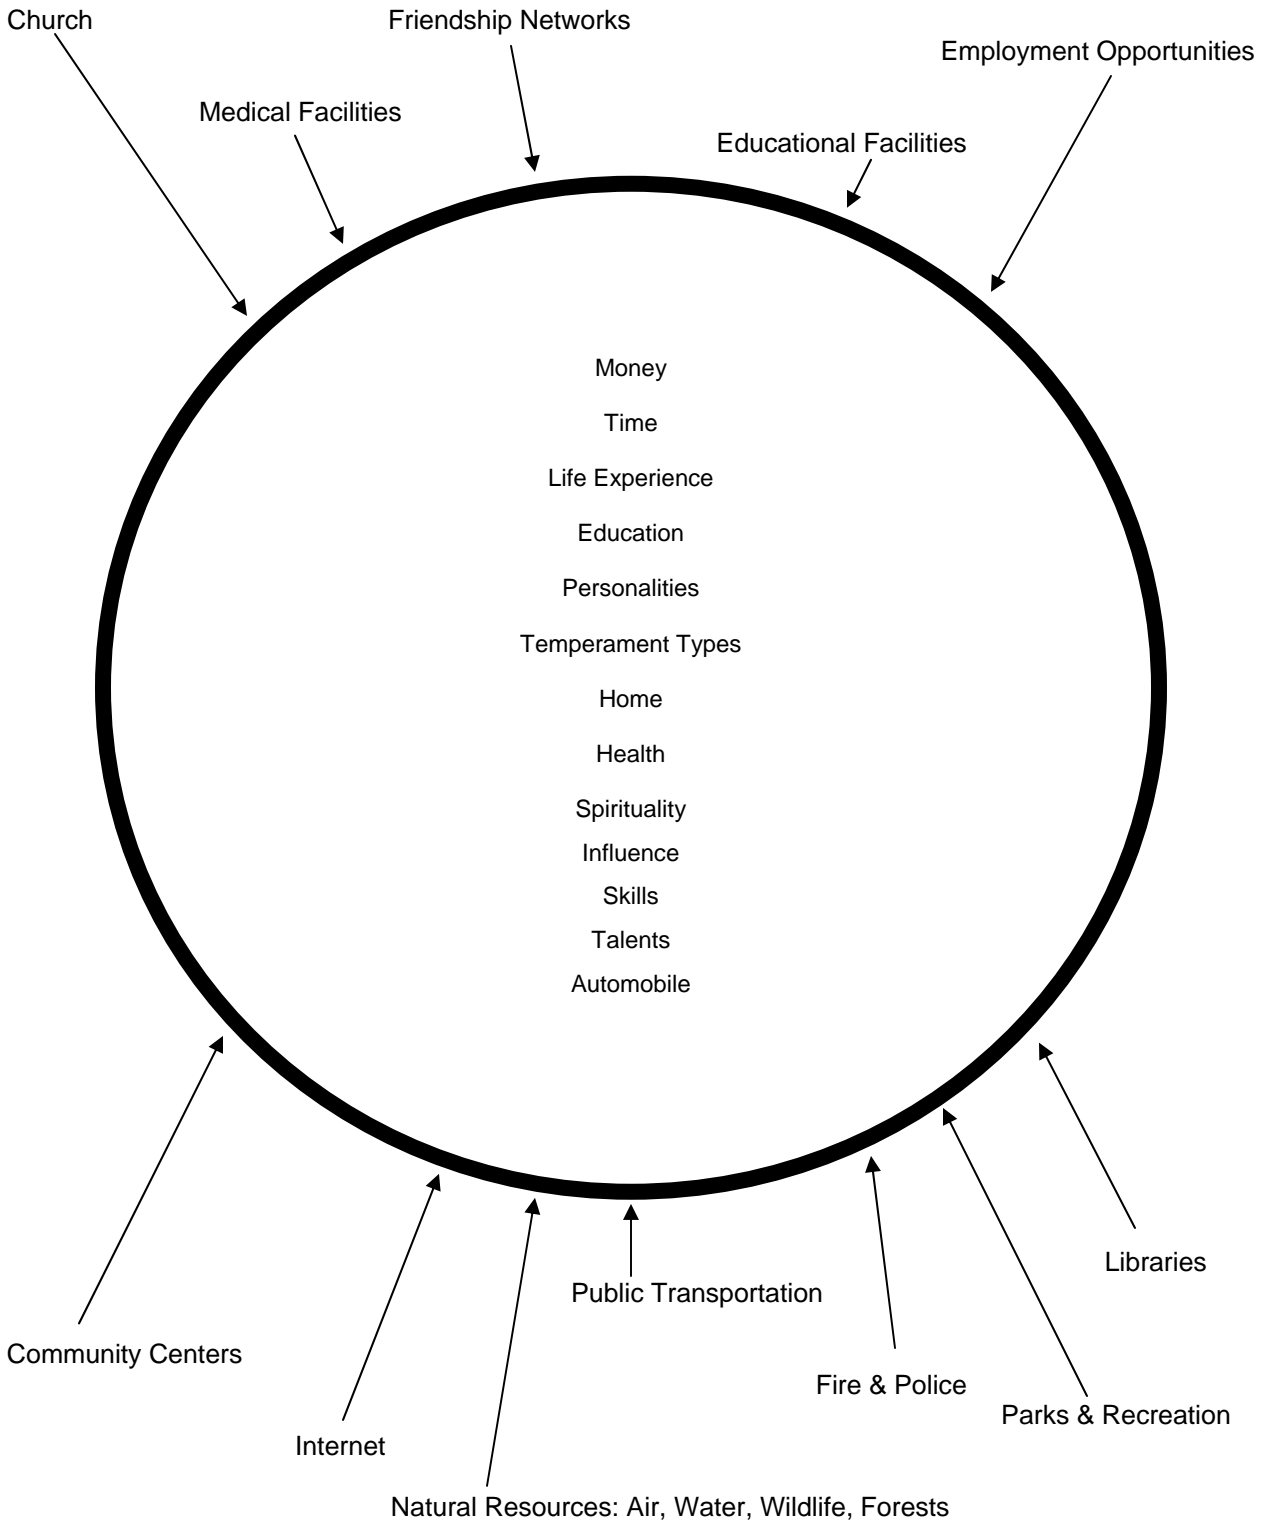 Church
Friendship Networks
Employment Opportunities
Medical Facilities
Educational Facilities
Money
Time
Life Experience
Education
Personalities
Temperament Types
Home
Health
Spirituality
Influence
Skills
Talents
Automobile
Libraries
Public Transportation
Community Centers
Fire & Police
Parks & Recreation
Internet
Natural Resources: Air, Water, Wildlife, Forests